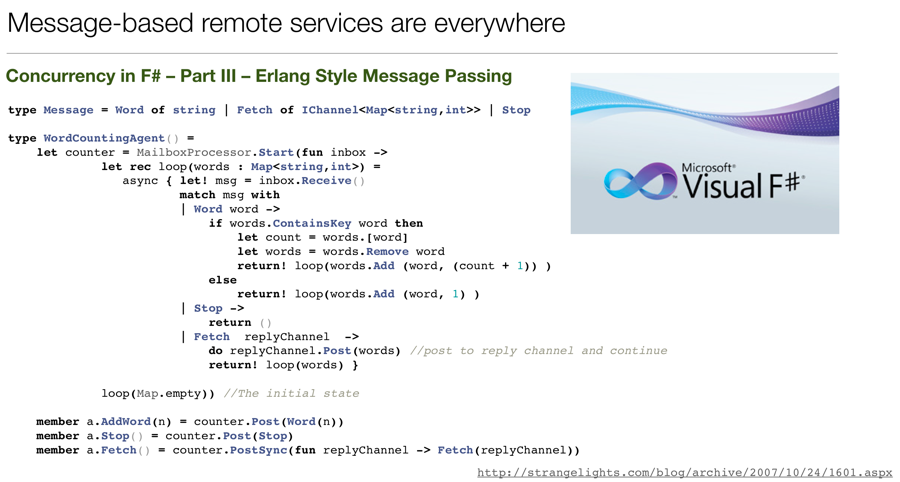 Message-based remote services are everywhere
Concurrency in F# – Part III – Erlang Style Message Passing
type Message = Word of string | Fetch of IChannel<Map<string,int>> | Stop
type WordCountingAgent() =
    let counter = MailboxProcessor.Start(fun inbox ->
             let rec loop(words : Map<string,int>) =
                async { let! msg = inbox.Receive()
                        match msg with
                        | Word word ->
                            if words.ContainsKey word then
                                let count = words.[word]
                                let words = words.Remove word
                                return! loop(words.Add (word, (count + 1)) )
                            else
                                return! loop(words.Add (word, 1) )
                        | Stop ->
                            return ()
                        | Fetch  replyChannel  ->
                            do replyChannel.Post(words) //post to reply channel and continue
                            return! loop(words) }
             loop(Map.empty)) //The initial state
    member a.AddWord(n) = counter.Post(Word(n))
    member a.Stop() = counter.Post(Stop)
    member a.Fetch() = counter.PostSync(fun replyChannel -> Fetch(replyChannel))
Microsoft®
Visual F#®
™
http://strangelights.com/blog/archive/2007/10/24/1601.aspx